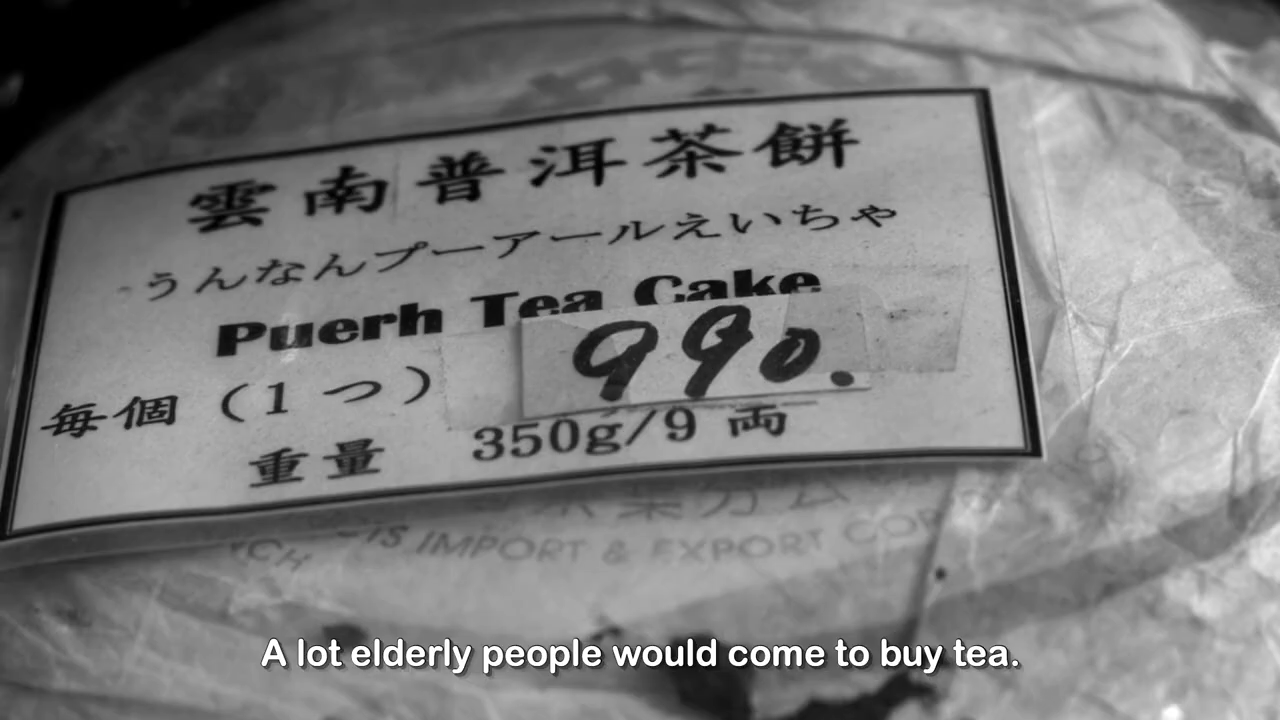 雲南普洱茶餅
うんなんプーアールえいちゃ
Puerh Tea Cake
990.
毎個 (1つ)
重量 350g/9 両
IMPORT & EXPORT
A lot elderly people would come to buy tea.